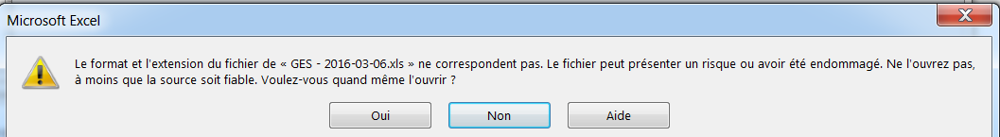 Microsoft Excel
Le format et l'extension du fichier de « GES - 2016-03-06.xls » ne correspondent pas. Le fichier peut présenter un risque ou avoir été endommagé. Ne l'ouvrez pas,
à moins que la source soit fiable. Voulez-vous quand même l'ouvrir ?
Oui Non Aide